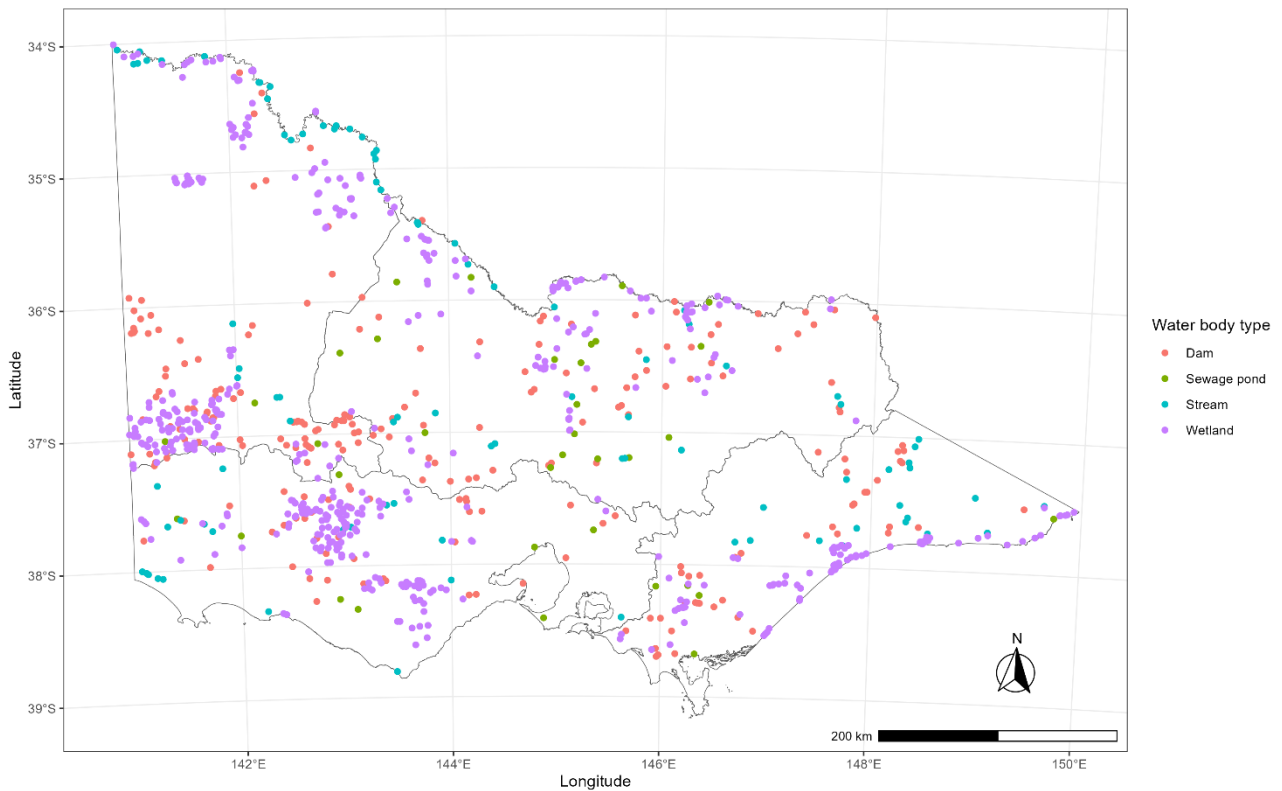 34°S
35°S
36°S
37°S
38°S
39°S
Latitude
142°E
144°E
146°E
148°E
150°E
Longitude
N
200 km
Water body type
Dam
Sewage pond
Stream
Wetland